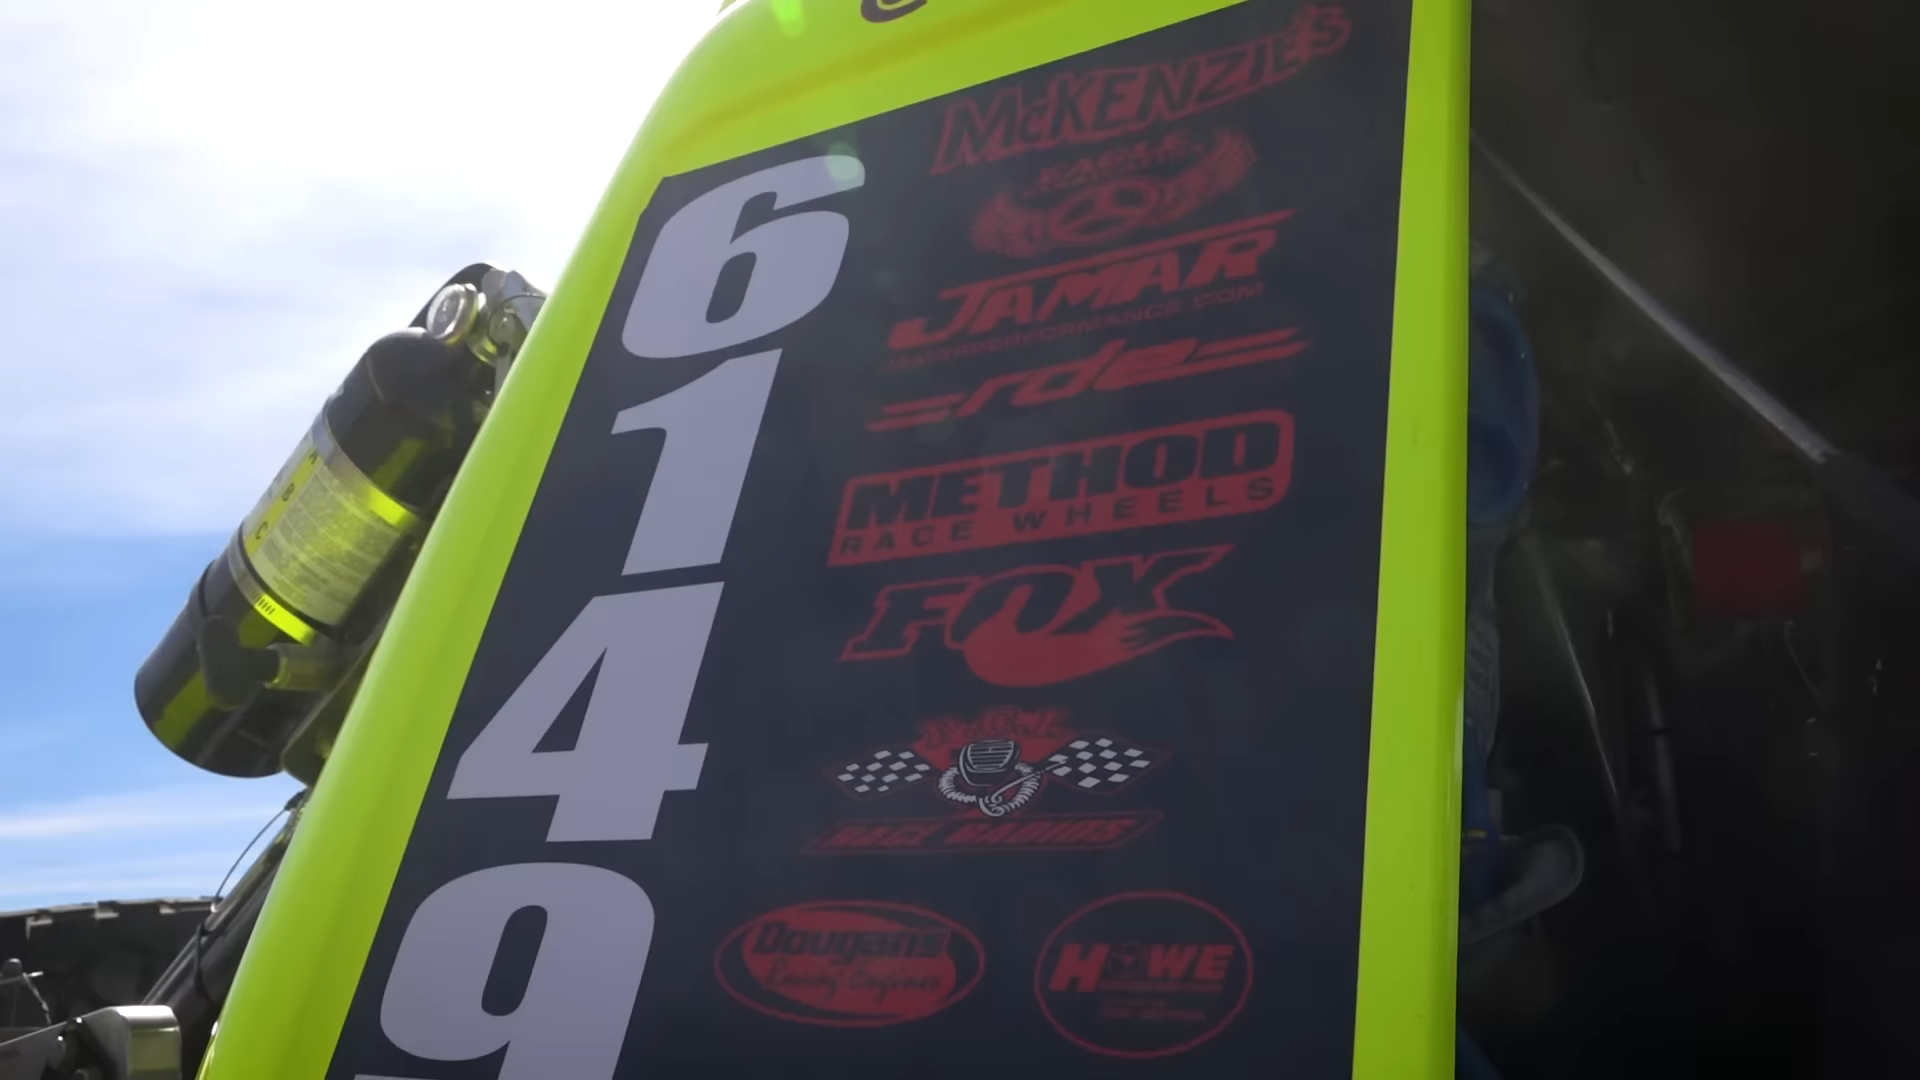 McKENZIE'S
EAGLE
JAMAR
JAMARPERFORMANCE.COM
rde
METHOD
RACE WHEELS
FOX
RACE RADIOS
Dougans
Racing Engines
HOWE
6
1
4
9
A
B
C